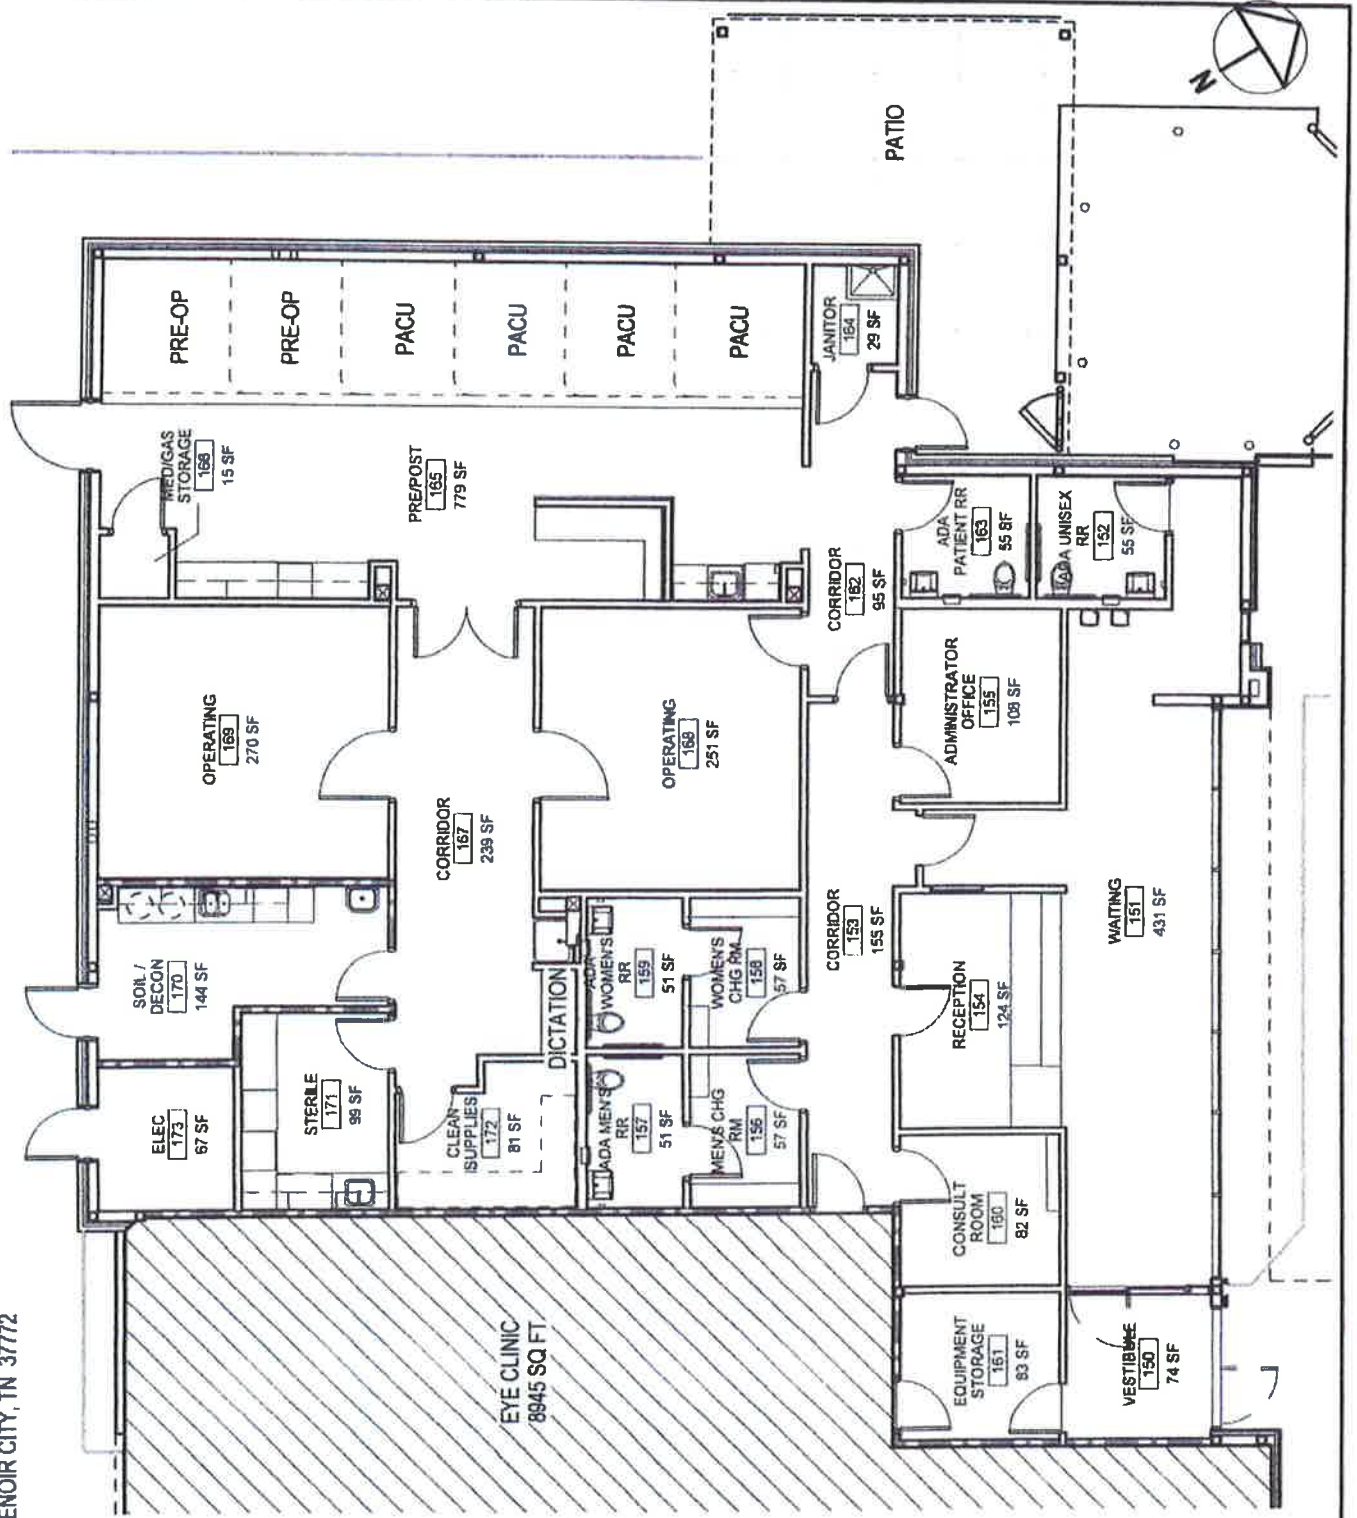 ENOIR CITY, TN 37772
N
PATIO
PRE-OP
PRE-OP
PACU
PACU
PACU
PACU
JANITOR
164
29 SF
MED/GAS
STORAGE
166
15 SF
PRE/POST
165
779 SF
ADA
PATIENT RR
163
55 SF
ADA UNISEX
RR
152
55 SF
CORRIDOR
162
95 SF
OPERATING
169
270 SF
OPERATING
168
251 SF
ADMINISTRATOR
OFFICE
155
108 SF
CORRIDOR
167
239 SF
SOIL /
DECON
170
144 SF
DICTATION
ADA
WOMEN'S
RR
159
51 SF
WOMEN'S
CHG RM
158
57 SF
CORRIDOR
153
155 SF
RECEPTION
154
124 SF
WAITING
151
431 SF
ELEC
173
67 SF
STERILE
171
99 SF
CLEAN
SUPPLIES
172
81 SF
ADA MEN'S
RR
157
51 SF
MEN'S CHG
RM
156
57 SF
CONSULT
ROOM
160
82 SF
EYE CLINIC
8945 SQ FT.
EQUIPMENT
STORAGE
161
83 SF
VESTIBULE
150
74 SF